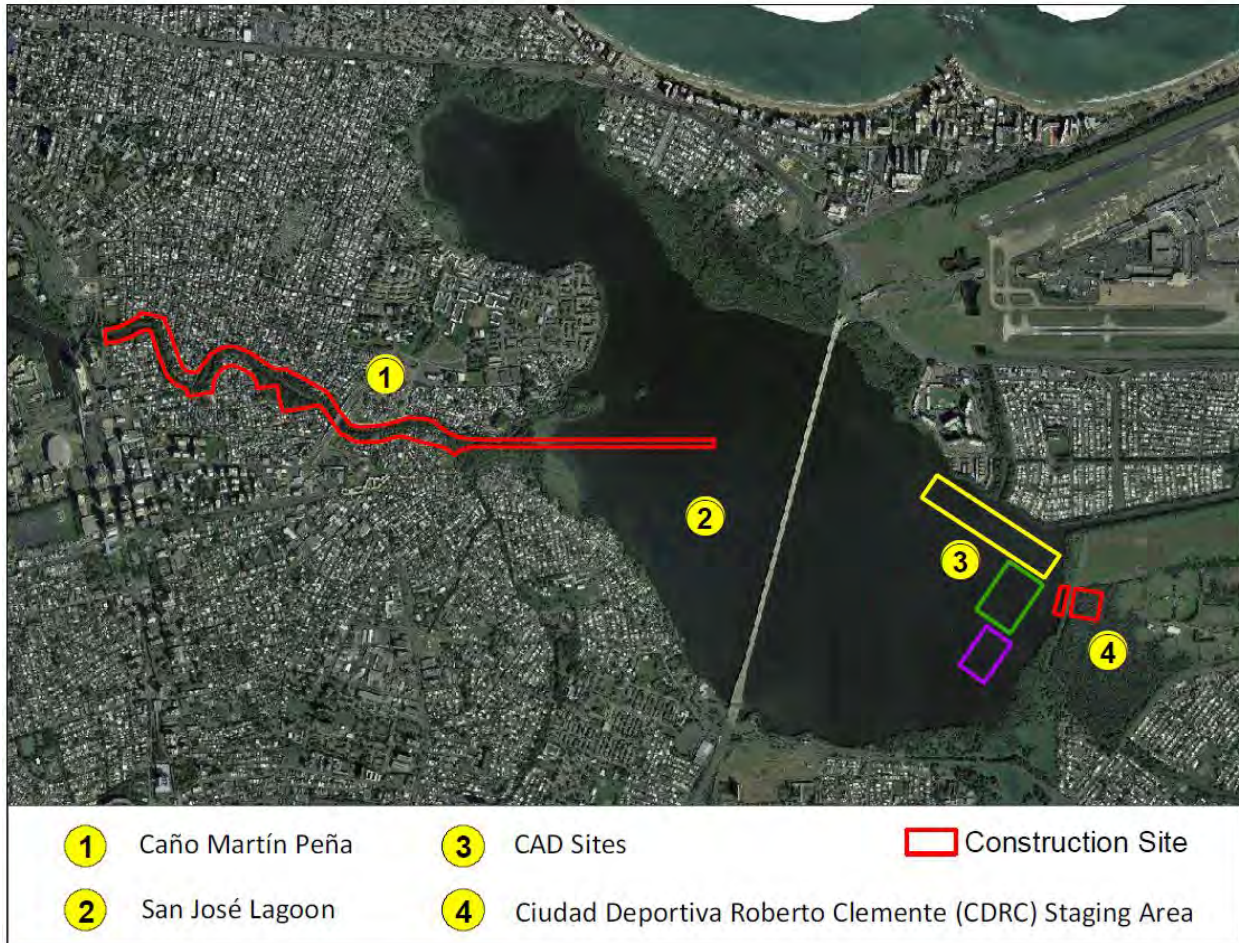 1
2
3
4
1 Caño Martín Peña
3 CAD Sites
Construction Site
2 San José Lagoon
4 Ciudad Deportiva Roberto Clemente (CDRC) Staging Area